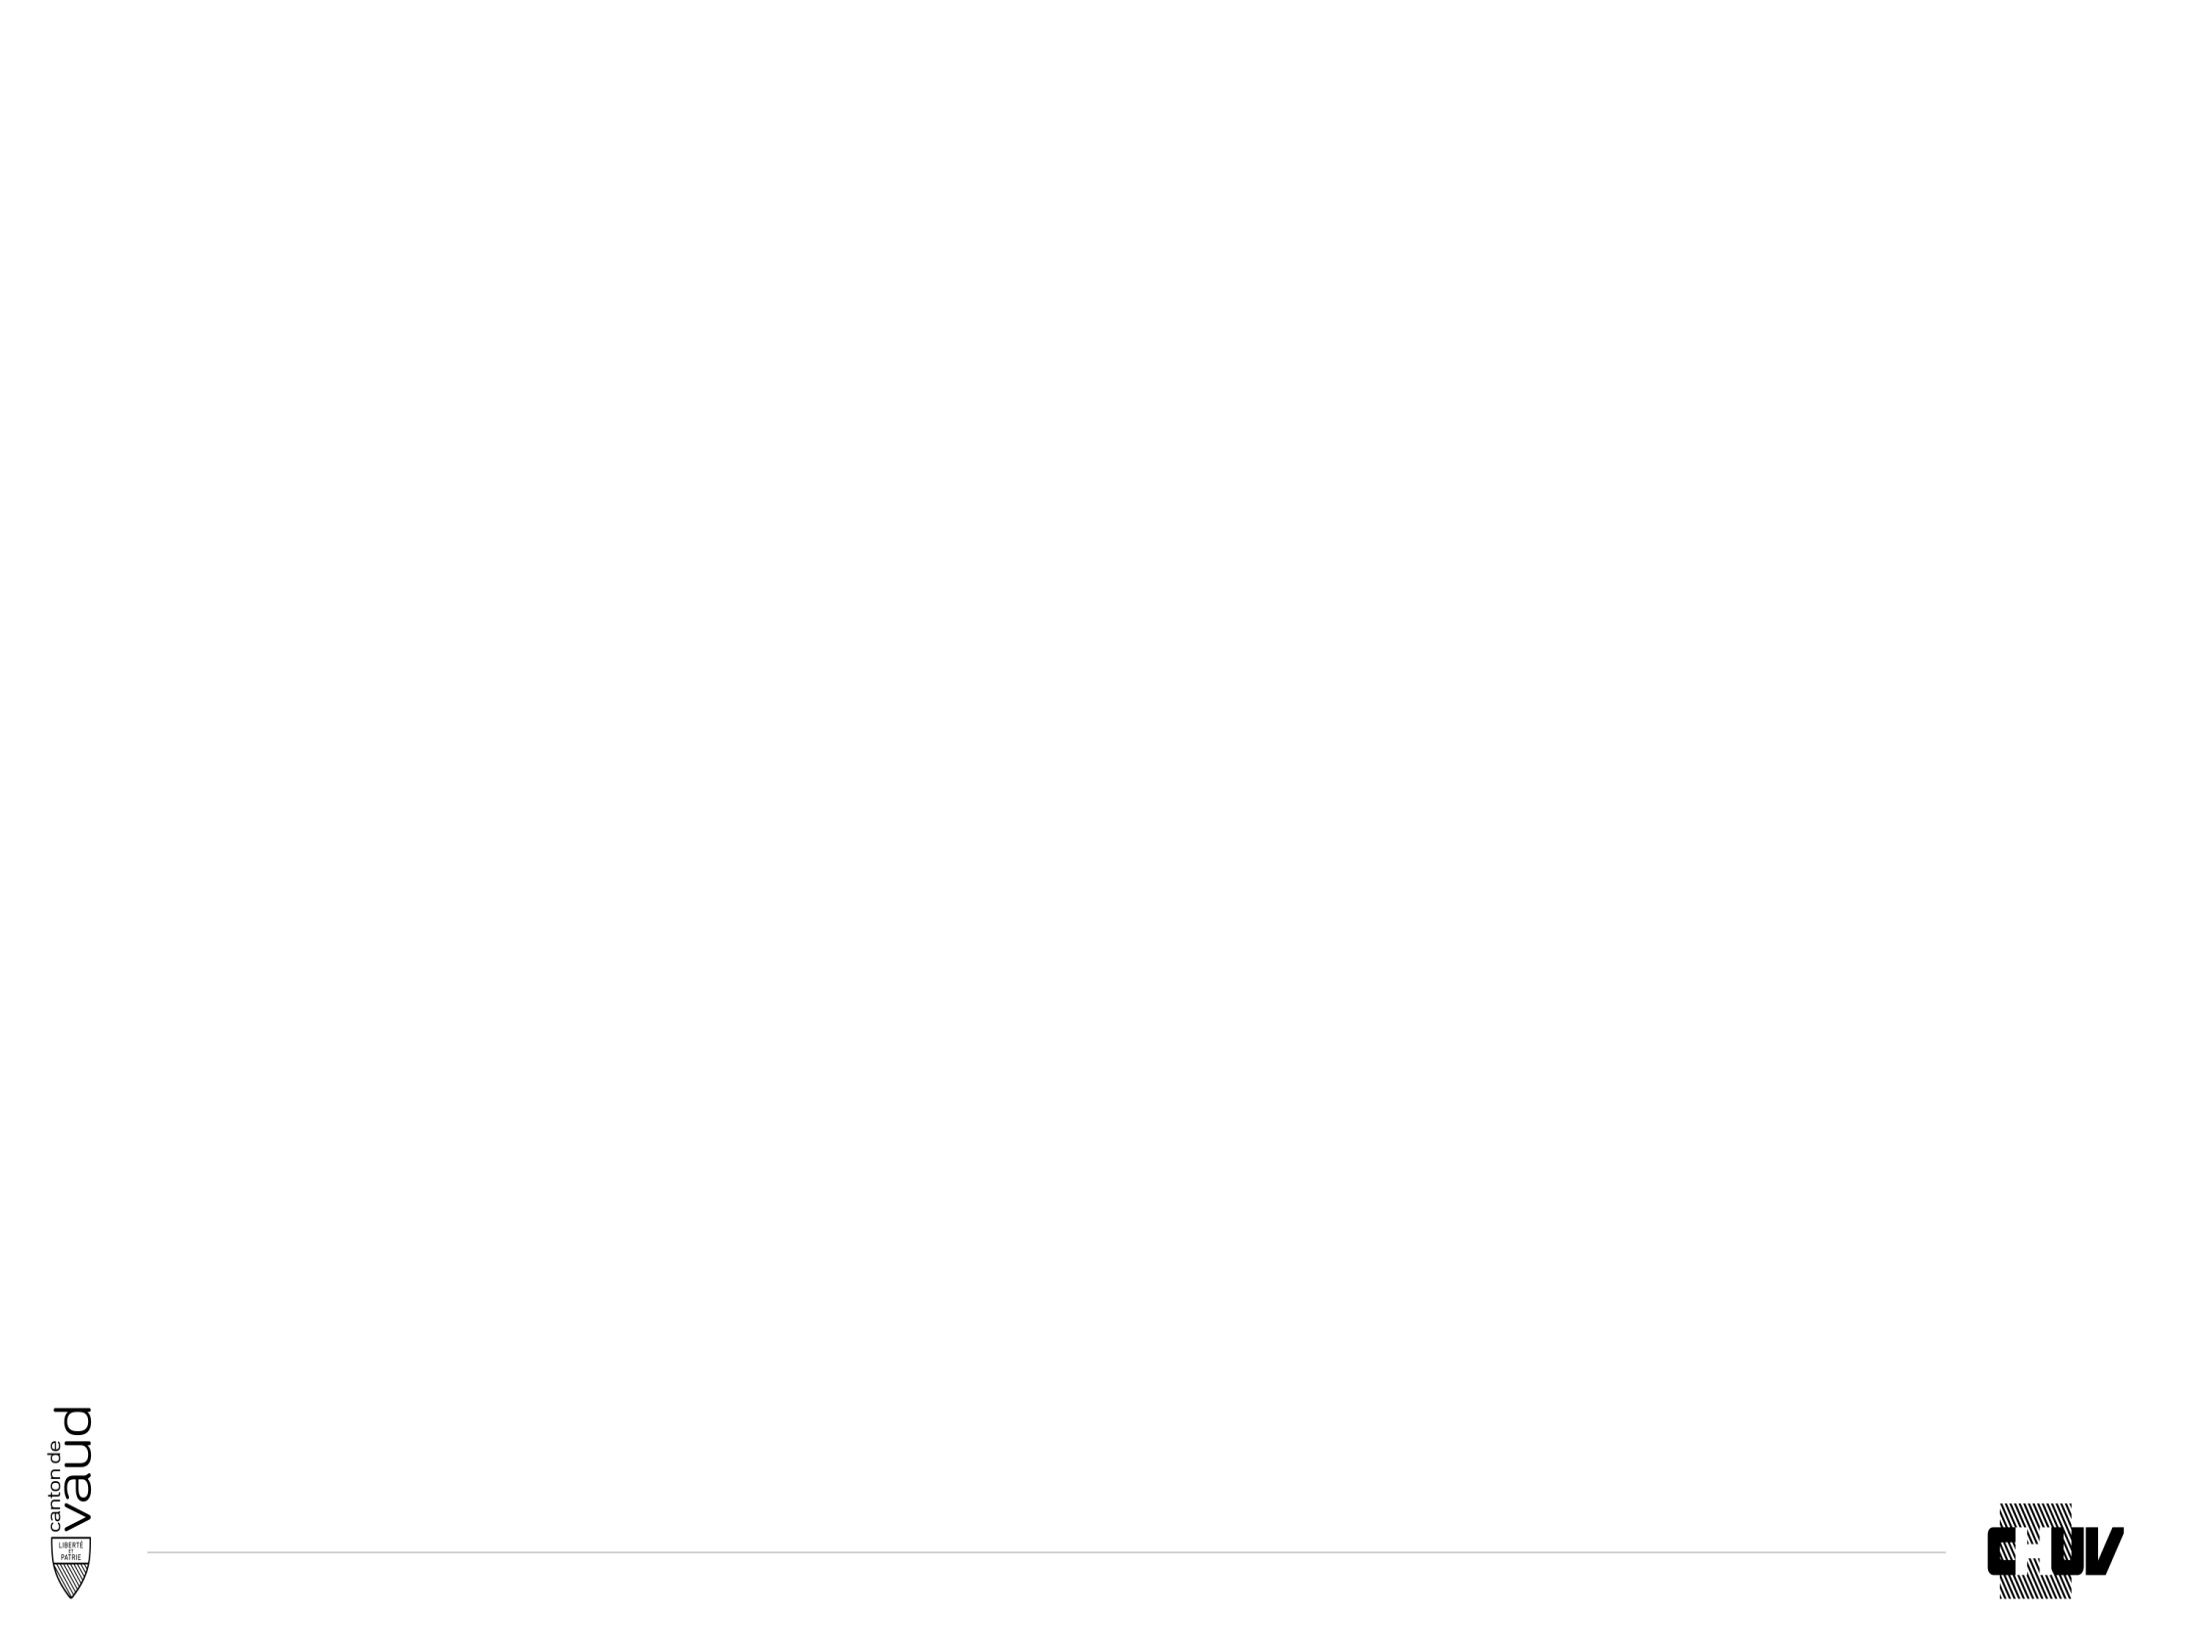 canton de
vaud
LIBERTÉ
ET
PATRIE
CHUV